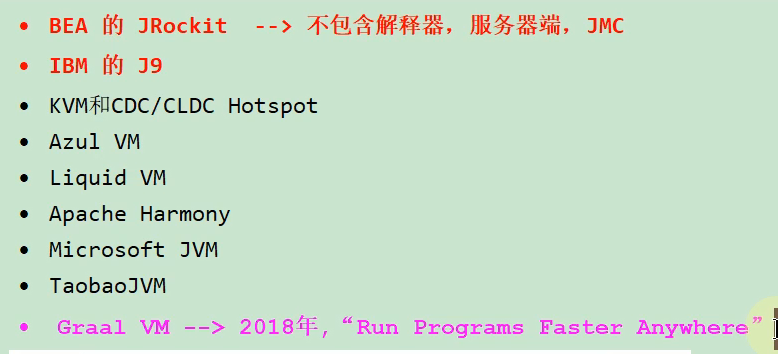 • BEA 的 JRockit --> 不包含解释器，服务器端，JMC
• IBM 的 J9
• KVM和CDC/CLDC Hotspot
• Azul VM
• Liquid VM
• Apache Harmony
• Microsoft JVM
• TaobaoJVM
• Graal VM --> 2018年,“Run Programs Faster Anywhere”